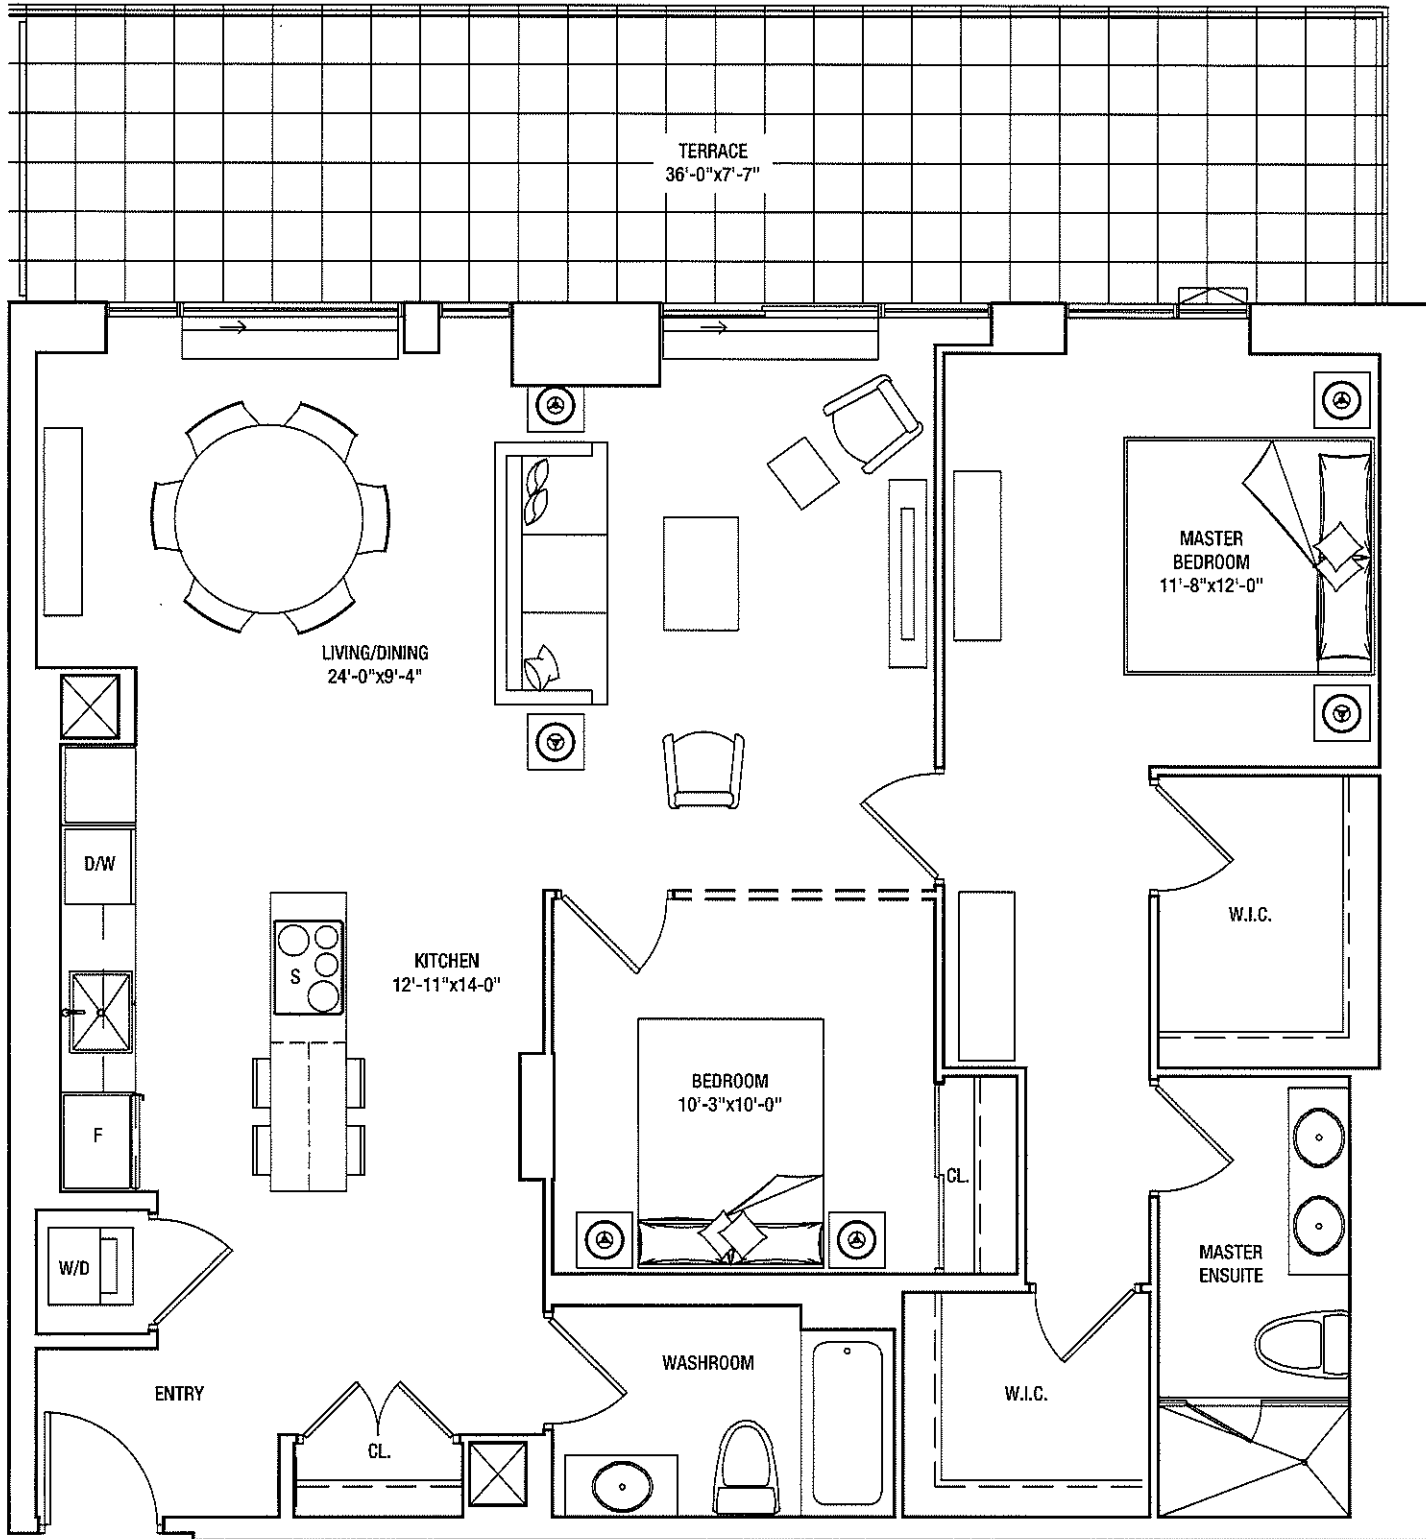 TERRACE
36'-0"x7'-7"
MASTER
BEDROOM
11'-8"x12'-0"
LIVING/DINING
24'-0"x9'-4"
D/W
W.I.C.
KITCHEN
12'-11"x14-0"
S
BEDROOM
10'-3"x10'-0"
F
CL.
MASTER
ENSUITE
W/D
WASHROOM
ENTRY
W.I.C.
CL.